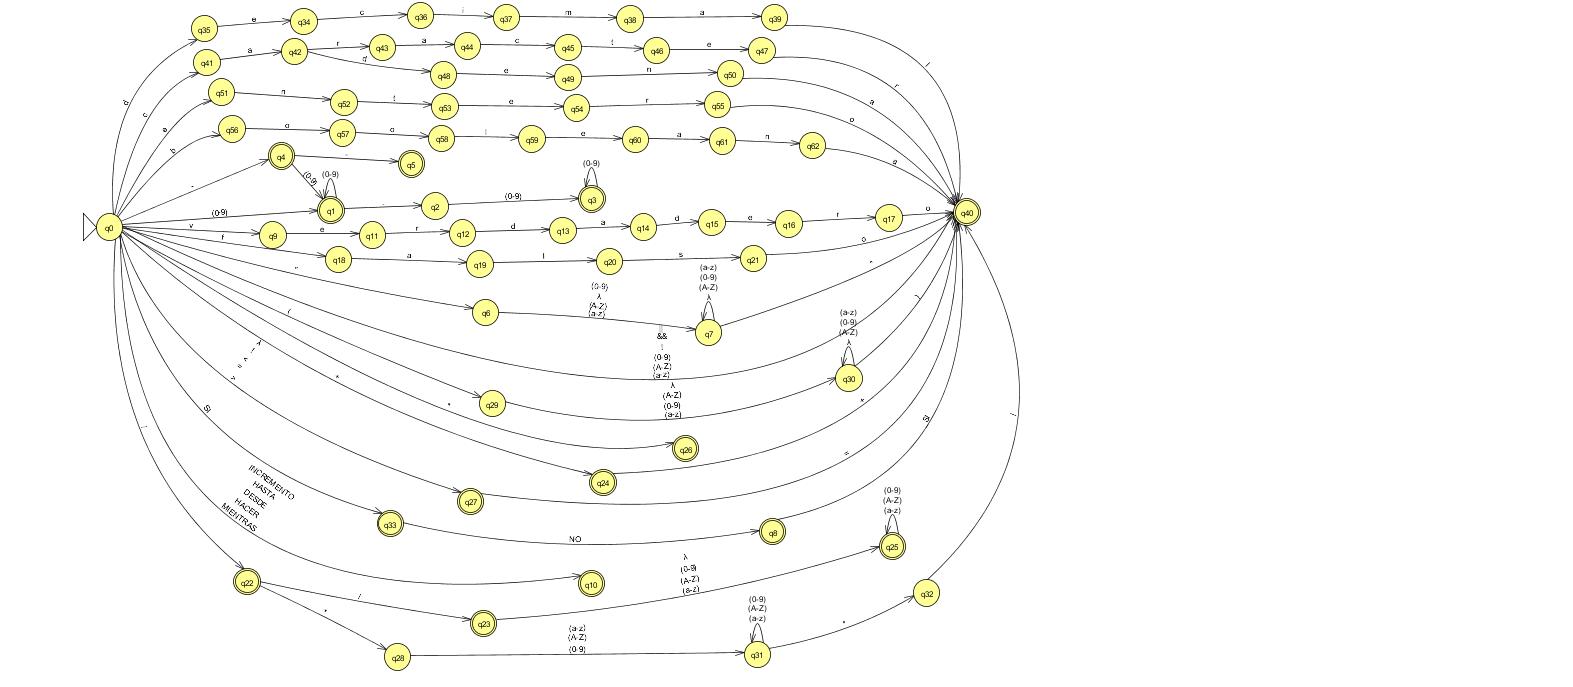 q35 e q34 c q36 i q37 m q38 a q39 l
d
q41 a q42 r q43 a q44 c q45 t q46 e q47 r
d q48 e q49 n q50 a
c
q51 n q52 t q53 e q54 r q55 o
e
q56 o q57 o q58 l q59 e q60 a q61 n q62 a
b
q4 - q5
-
(0-9) (0-9) (0-9)
q0 (0-9) q1 . q2 (0-9) q3
v q9 e q11 r q12 d q13 a q14 d q15 e q16 r q17 o q40
f q18 a q19 l q20 s q21 o
"
(0-9)
λ
(A-Z)
(a-z)
q6
(a-z)
(0-9)
(A-Z)
λ
q7 "
||
&&
!
(0-9)
(A-Z)
(a-z)
(a-z)
(0-9)
(A-Z)
λ
q30 )
( q29
λ
(A-Z)
(0-9)
(a-z)
* q26
+ q24 +
q27 =
SI q33 NO q8 SI
INCREMENTO
HASTA
DESDE
HACER
MIENTRAS
q10
/ q22 / q23
λ
(0-9)
(A-Z)
(a-z)
(0-9)
(A-Z)
(a-z)
q25
* q28
(a-z)
(A-Z)
(0-9)
(0-9)
(A-Z)
(a-z)
q31 * q32 /